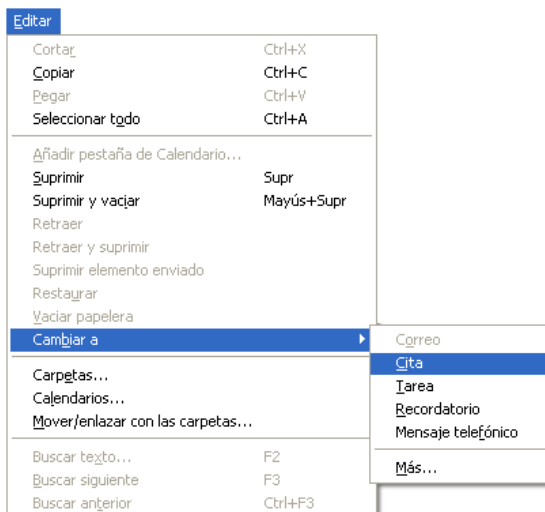 Editar
Cortar Ctrl+X
Copiar Ctrl+C
Pegar Ctrl+V
Seleccionar todo Ctrl+A
Añadir pestaña de Calendario...
Suprimir Supr
Suprimir y vaciar Mayús+Supr
Retraer
Retraer y suprimir
Suprimir elemento enviado
Restaurar
Vaciar papelera
Cambiar a
Correo
Cita
Tarea
Recordatorio
Mensaje telefónico
Más...
Carpetas...
Calendarios...
Mover/enlazar con las carpetas...
Buscar texto... F2
Buscar siguiente F3
Buscar anterior Ctrl+F3